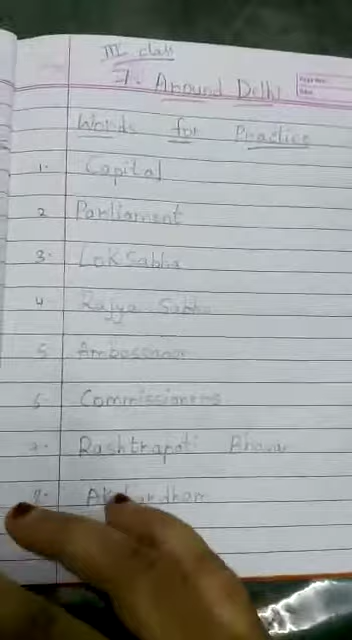 III class
7. Around Delhi
Words for Practice
1. Capital
2 Parliament
3. Lok Sabha
4 Rajya Sabha
5 Ambassador
6. Commissioners
7. Rashtrapati Bhavan
8.